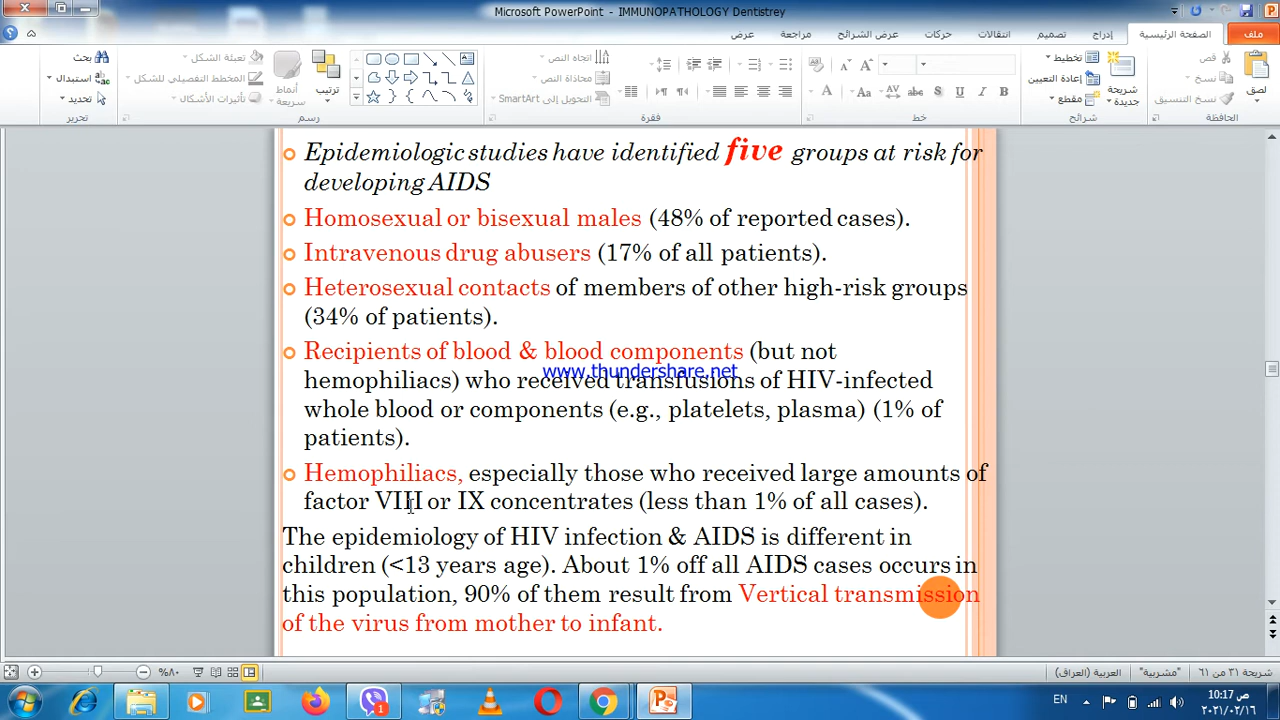 Microsoft PowerPoint - IMMUNOPATHOLOGY Dentistrey
ملف
الصفحة الرئيسية
إدراج
تصميم
انتقالات
حركات
عرض الشرائح
مراجعة
عرض
لصق
قص
نسخ
نسخ التنسيق
الحافظة
شريحة جديدة
تخطيط
إعادة التعيين
مقطع
شرائح
خط
اتجاه النص
محاذاة النص
التحويل إلى SmartArt
فقرة
ترتيب
أنماط سريعة
تعبئة الشكل
المخطط التفصيلي للشكل
تأثيرات الأشكال
رسم
بحث
استبدال
تحديد
تحرير
Epidemiologic studies have identified five groups at risk for
developing AIDS
Homosexual or bisexual males (48% of reported cases).
Intravenous drug abusers (17% of all patients).
Heterosexual contacts of members of other high-risk groups
(34% of patients).
Recipients of blood & blood components (but not
www.thundershare.net
hemophiliacs) who received transfusions of HIV-infected
whole blood or components (e.g., platelets, plasma) (1% of
patients).
Hemophiliacs, especially those who received large amounts of
factor VIII or IX concentrates (less than 1% of all cases).
The epidemiology of HIV infection & AIDS is different in
children (<13 years age). About 1% off all AIDS cases occurs in
this population, 90% of them result from Vertical transmission
of the virus from mother to infant.
شريحة ٣١ من ٦١
"مشربية"
العربية (العراق)
٨٠%
EN
10:17 ص
٢٠٢١/٠٢/١٦